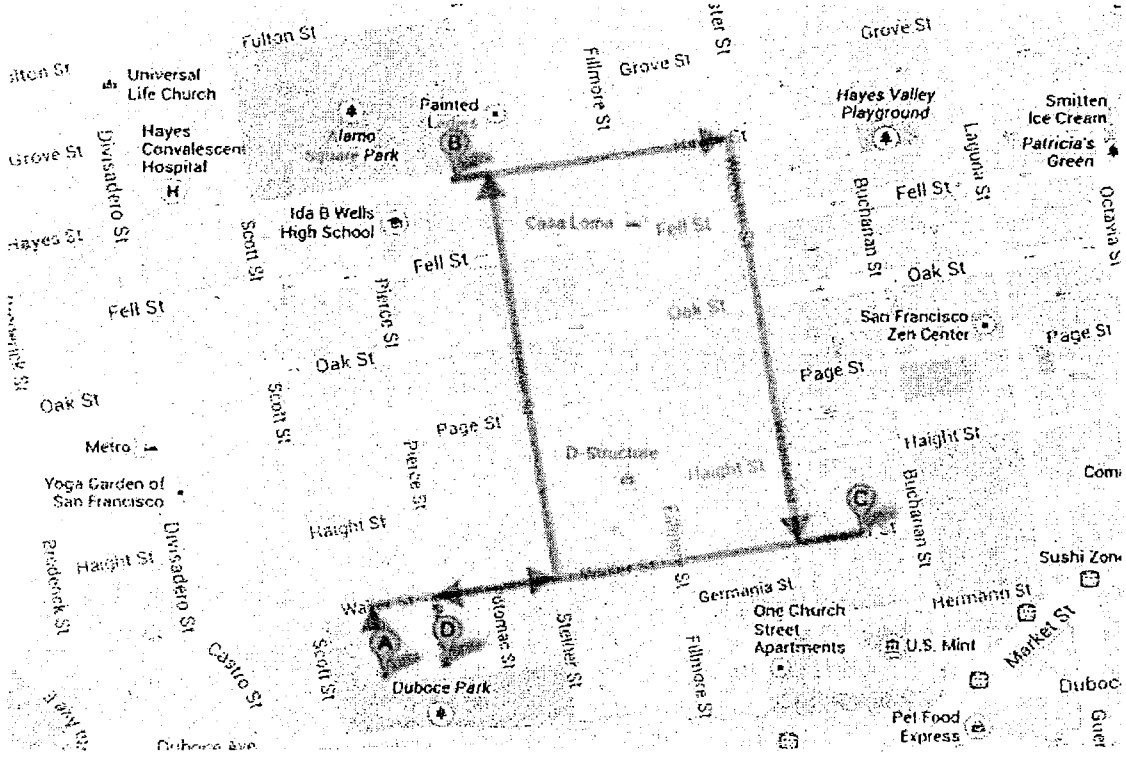 Fulton St
Grove St
Grove St
Universal
Life Church
Painted
Fillmore St
Hayes Valley
Playground
Smitten
Ice Cream
Patricia's
Green
Alamo
Square Park
B
Divisadero St
Hayes
Convalescent
Hospital
H
Grove St
Laguna St
Fell St
Buchanan St
Octavia St
Ida B Wells
High School
Casa Loma
Fell St
Hayes St
Scott St
Fell St
Oak St
Pierce St
Fell St
Oak St
San Francisco
Zen Center
Page St
Oak St
Page St
Oak St
Scott St
Page St
Haight St
Metro
D-Structure
Haight St
Pierce St
Yoga Garden of
San Francisco
C
Buchanan St
Haight St
Haight St
Divisadero St
Sushi Zone
Germania St
Hermann St
A
D
Steiner St
One Church
Street
Apartments
U.S. Mint
Market St
Scott St
Castro St
Duboce Park
Fillmore St
Pet Food
Express
Duboce Ave